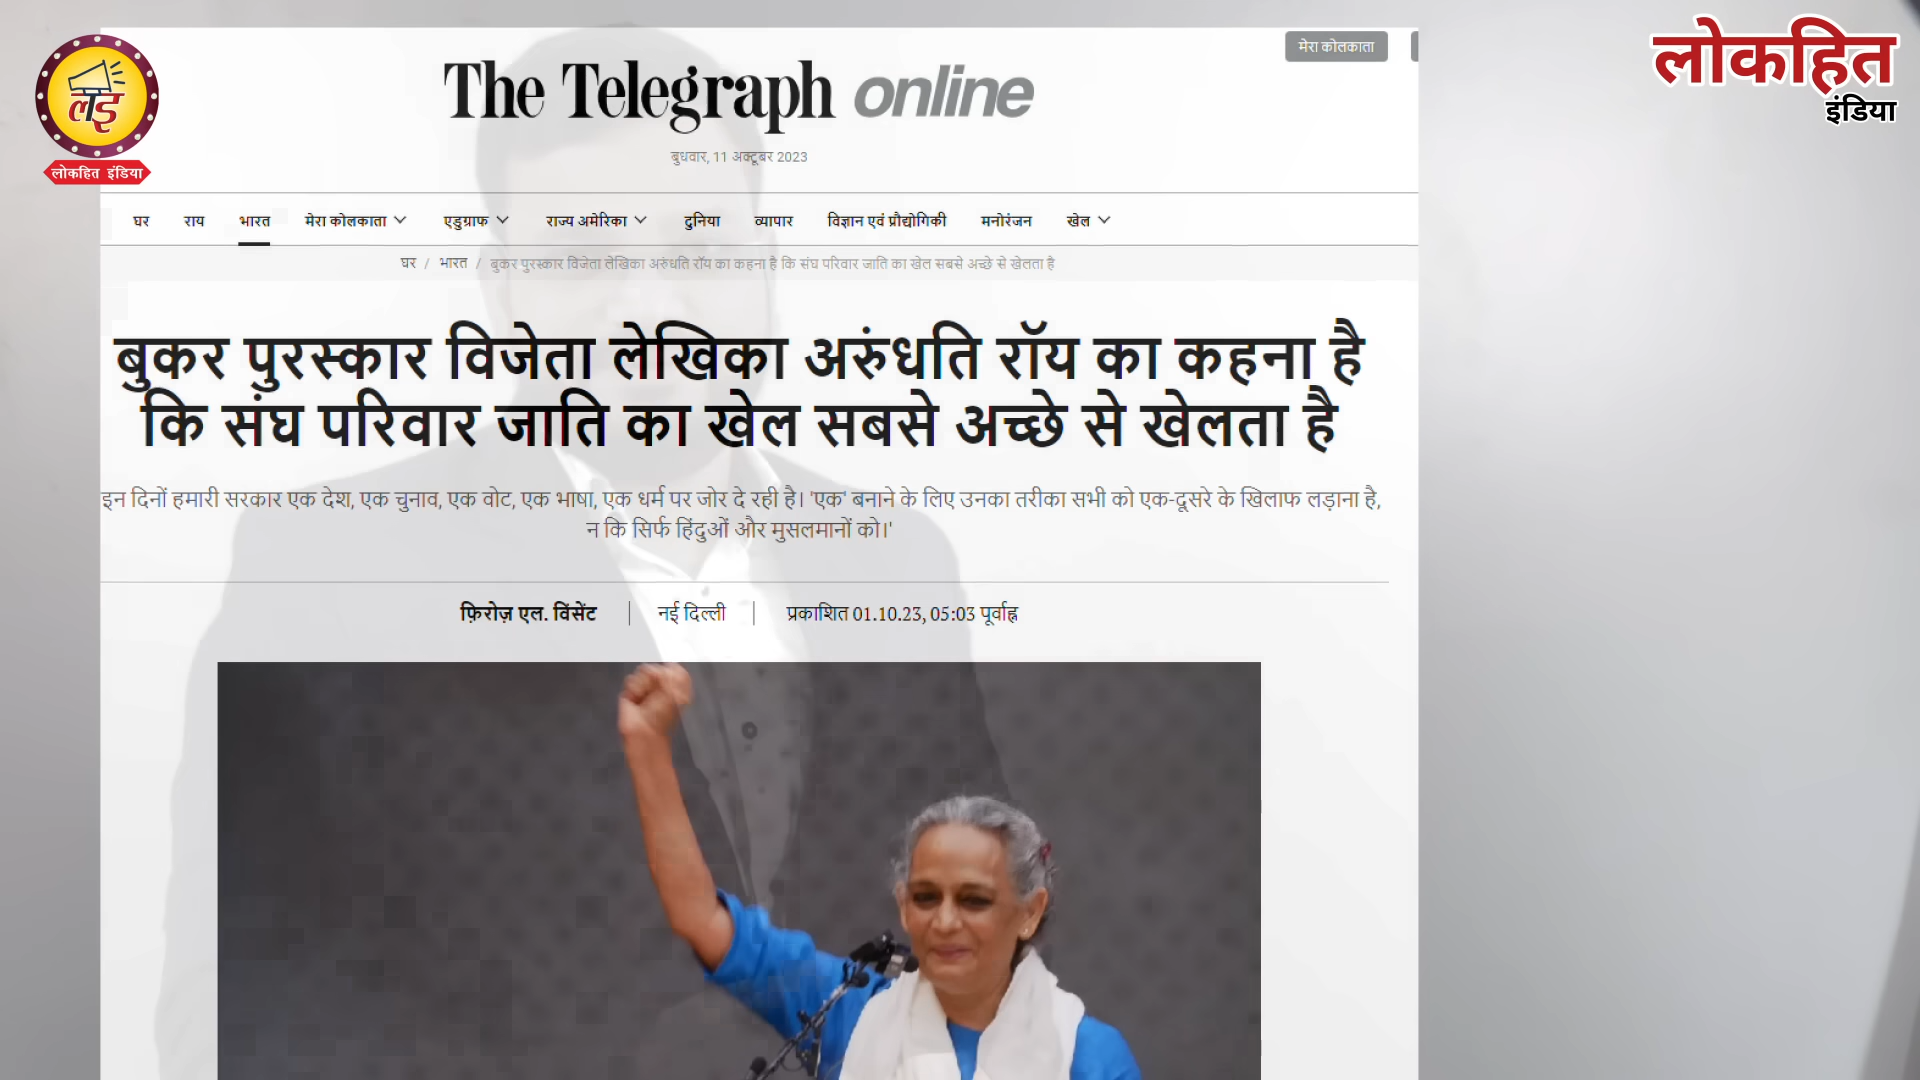 लोकहित
इंडिया
लइ
लोकहित इंडिया
मेरा कोलकाता
The Telegraph online
बुधवार, 11 अक्टूबर 2023
घर राय भारत मेरा कोलकाता एडुग्राफ राज्य अमेरिका दुनिया व्यापार विज्ञान एवं प्रौद्योगिकी मनोरंजन खेल
घर / भारत / बुकर पुरस्कार विजेता लेखिका अरुंधति रॉय का कहना है कि संघ परिवार जाति का खेल सबसे अच्छे से खेलता है
बुकर पुरस्कार विजेता लेखिका अरुंधति रॉय का कहना है
कि संघ परिवार जाति का खेल सबसे अच्छे से खेलता है
इन दिनों हमारी सरकार एक देश, एक चुनाव, एक वोट, एक भाषा, एक धर्म पर जोर दे रही है। 'एक' बनाने के लिए उनका तरीका सभी को एक-दूसरे के खिलाफ लड़ाना है,
न कि सिर्फ हिंदुओं और मुसलमानों को।'
फ़िरोज़ एल. विंसेंट | नई दिल्ली | प्रकाशित 01.10.23, 05:03 पूर्वाह्न